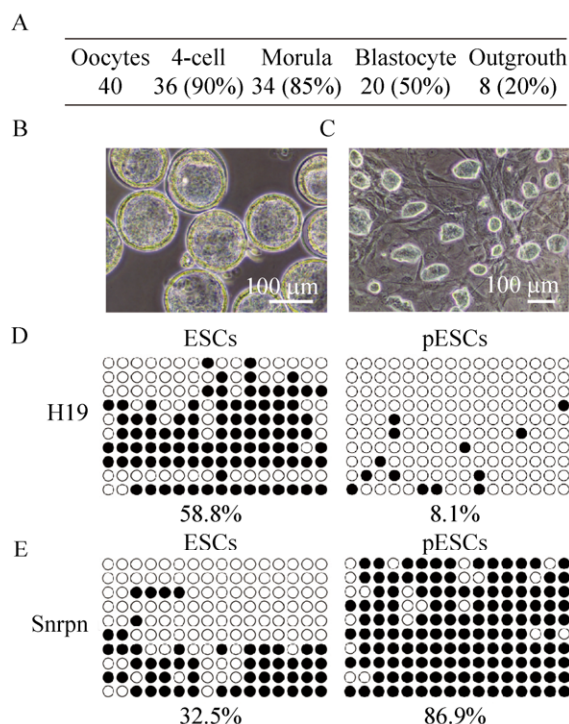 A
Oocytes 4-cell Morula Blastocyte Outgrouth
40 36 (90%) 34 (85%) 20 (50%) 8 (20%)
B C
100 μm 100 μm
D ESCs pESCs
H19
58.8% 8.1%
E ESCs pESCs
Snrpn
32.5% 86.9%